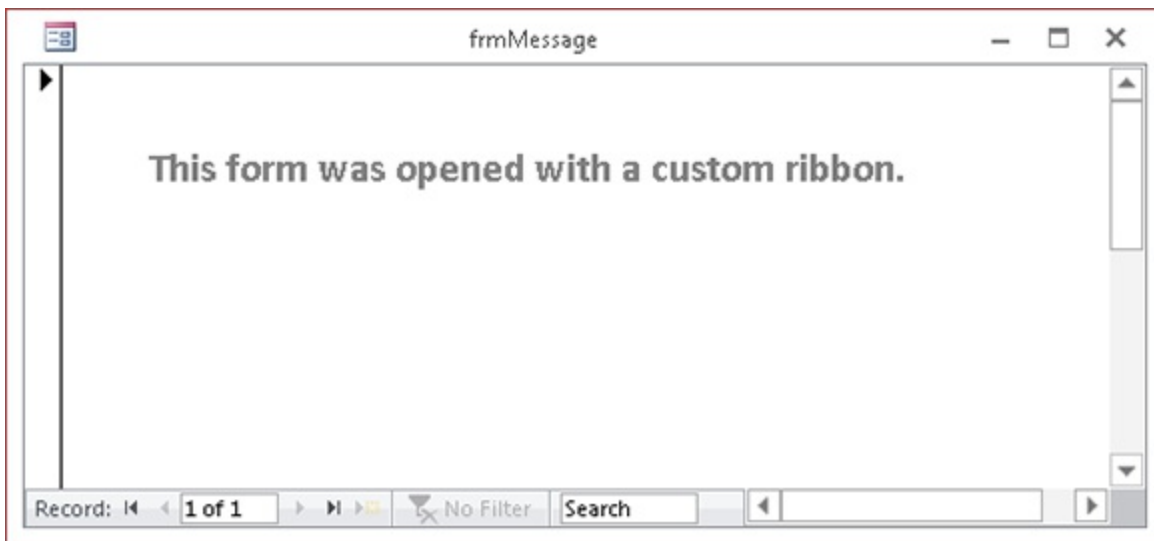 frmMessage
This form was opened with a custom ribbon.
Record: 1 of 1 No Filter Search